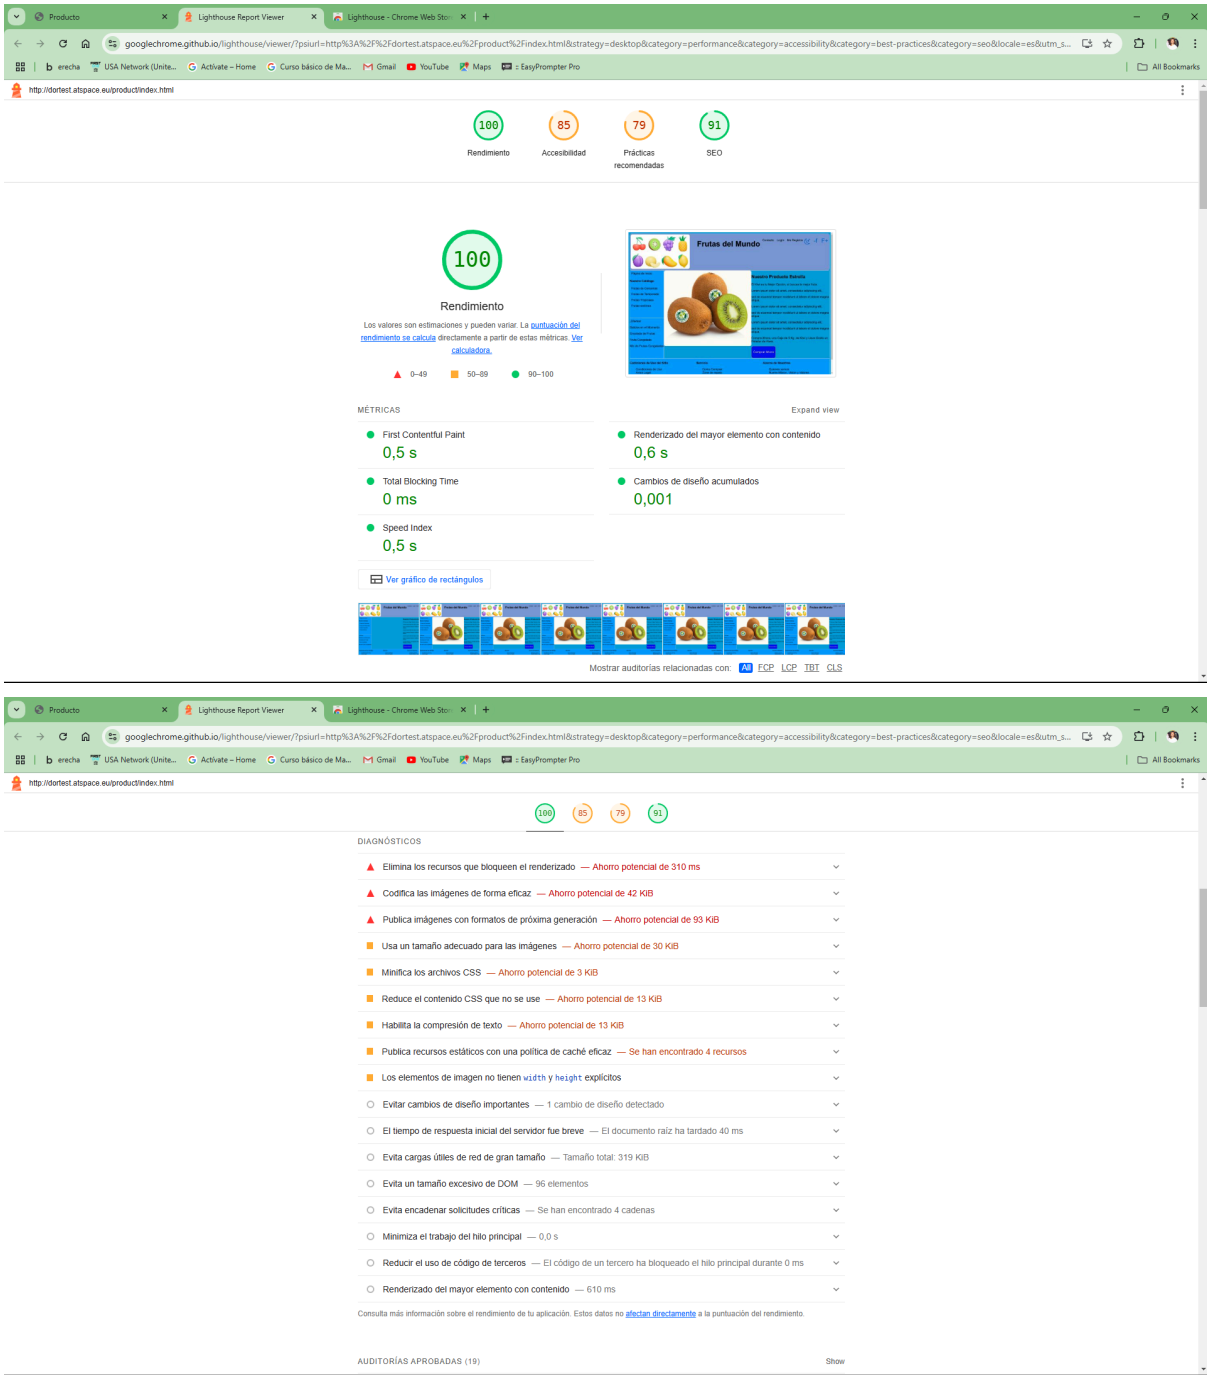 Producto
Lighthouse Report Viewer
Lighthouse - Chrome Web Stor
googlechrome.github.io/lighthouse/viewer/?psiurl=http%3A%2F%2Fdortest.atspace.eu%2Fproduct%2Findex.html&strategy=desktop&category=performance&category=accessibility&category=best-practices&category=seo&locale=es&utm_s...
erecha
USA Network (Unite...
Activate – Home
Curso básico de Ma...
Gmail
YouTube
Maps
:: EasyPrompter Pro
All Bookmarks
http://dortest.atspace.eu/product/index.html
100
85
79
91
Rendimiento
Accesibilidad
Prácticas
recomendadas
SEO
100
Rendimiento
Los valores son estimaciones y pueden variar. La puntuación del
rendimiento se calcula directamente a partir de estas métricas. Ver
calculadora.
0–49
50–89
90–100
Frutas del Mundo
Nuestro Producto Estrella
Comprar Ahora
MÉTRICAS
Expand view
First Contentful Paint
0,5 s
Renderizado del mayor elemento con contenido
0,6 s
Total Blocking Time
0 ms
Cambios de diseño acumulados
0,001
Speed Index
0,5 s
Ver gráfico de rectángulos
Mostrar auditorías relacionadas con: All FCP LCP TBT CLS
Producto
Lighthouse Report Viewer
Lighthouse - Chrome Web Stor
googlechrome.github.io/lighthouse/viewer/?psiurl=http%3A%2F%2Fdortest.atspace.eu%2Fproduct%2Findex.html&strategy=desktop&category=performance&category=accessibility&category=best-practices&category=seo&locale=es&utm_s...
erecha
USA Network (Unite...
Activate – Home
Curso básico de Ma...
Gmail
YouTube
Maps
:: EasyPrompter Pro
All Bookmarks
http://dortest.atspace.eu/product/index.html
100
85
79
91
DIAGNÓSTICOS
Elimina los recursos que bloqueen el renderizado — Ahorro potencial de 310 ms
Codifica las imágenes de forma eficaz — Ahorro potencial de 42 KiB
Publica imágenes con formatos de próxima generación — Ahorro potencial de 93 KiB
Usa un tamaño adecuado para las imágenes — Ahorro potencial de 30 KiB
Minifica los archivos CSS — Ahorro potencial de 3 KiB
Reduce el contenido CSS que no se use — Ahorro potencial de 13 KiB
Habilita la compresión de texto — Ahorro potencial de 13 KiB
Publica recursos estáticos con una política de caché eficaz — Se han encontrado 4 recursos
Los elementos de imagen no tienen width y height explícitos
Evitar cambios de diseño importantes — 1 cambio de diseño detectado
El tiempo de respuesta inicial del servidor fue breve — El documento raíz ha tardado 40 ms
Evita cargas útiles de red de gran tamaño — Tamaño total: 319 KiB
Evita un tamaño excesivo de DOM — 96 elementos
Evita encadenar solicitudes críticas — Se han encontrado 4 cadenas
Minimiza el trabajo del hilo principal — 0,0 s
Reducir el uso de código de terceros — El código de un tercero ha bloqueado el hilo principal durante 0 ms
Renderizado del mayor elemento con contenido — 610 ms
Consulta más información sobre el rendimiento de tu aplicación. Estos datos no afectan directamente a la puntuación del rendimiento.
AUDITORÍAS APROBADAS (19)
Show